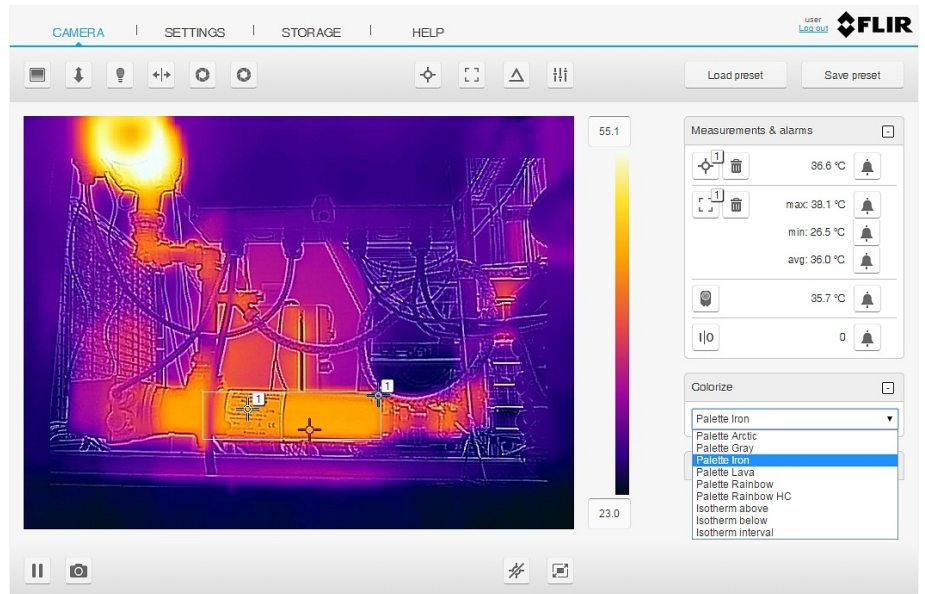 CAMERA SETTINGS STORAGE HELP
user
Log out
FLIR
Load preset Save preset
55.1
23.0
1
1
Measurements & alarms -
1 36.6 °C
1 max: 38.1 °C
min: 26.5 °C
avg: 36.0 °C
35.7 °C
I|O 0
Colorize -
Palette Iron
Palette Arctic
Palette Gray
Palette Iron
Palette Lava
Palette Rainbow
Palette Rainbow HC
Isotherm above
Isotherm below
Isotherm interval